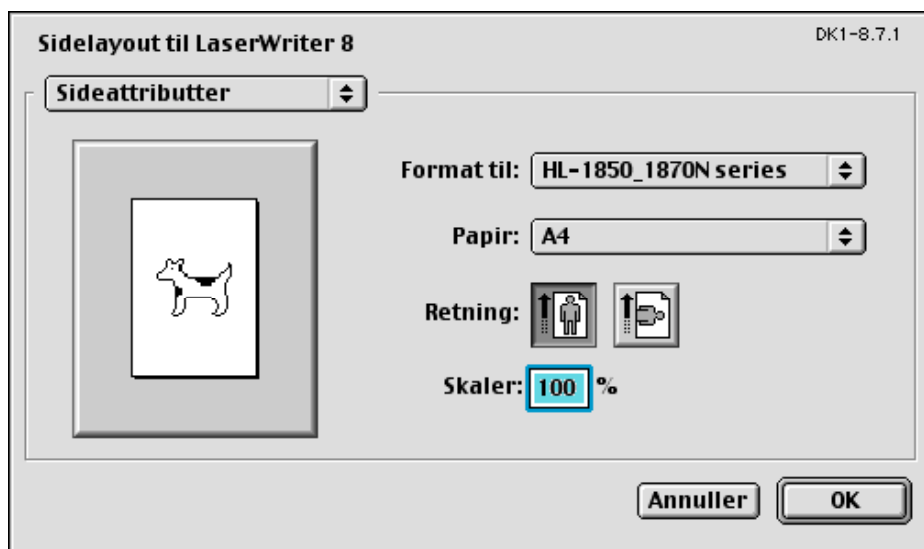 Sidelayout til LaserWriter 8
DK1-8.7.1
Sideattributter
Format til: HL-1850_1870N series
Papir: A4
Retning:
Skaler: 100 %
Annuller
OK